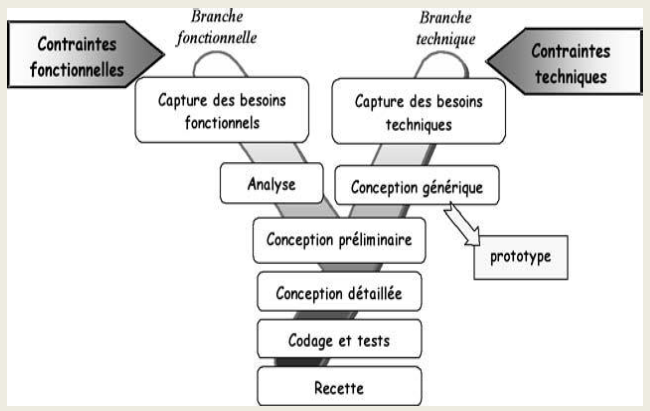 Branche
fonctionnelle
Branche
technique
Contraintes
fonctionnelles
Contraintes
techniques
Capture des besoins
fonctionnels
Capture des besoins
techniques
Analyse
Conception générique
Conception préliminaire
prototype
Conception détaillée
Codage et tests
Recette